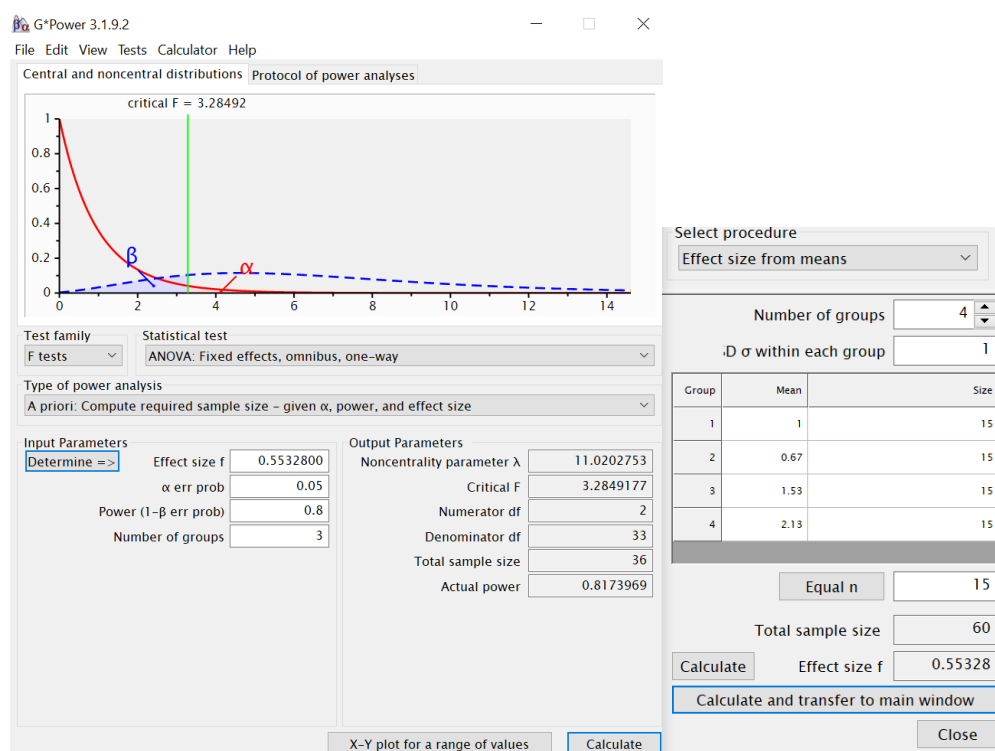 G*Power 3.1.9.2
File Edit View Tests Calculator Help
Central and noncentral distributions Protocol of power analyses
critical F = 3.28492
1
0.8
0.6
0.4
0.2
0
β
α
0 2 4 6 8 10 12 14
Test family Statistical test
F tests ANOVA: Fixed effects, omnibus, one-way
Type of power analysis
A priori: Compute required sample size - given α, power, and effect size
Input Parameters
Determine => Effect size f 0.5532800
α err prob 0.05
Power (1-β err prob) 0.8
Number of groups 3
Output Parameters
Noncentrality parameter λ 11.0202753
Critical F 3.2849177
Numerator df 2
Denominator df 33
Total sample size 36
Actual power 0.8173969
X-Y plot for a range of values Calculate
Select procedure
Effect size from means
Number of groups 4
D σ within each group 1
Group Mean Size
1 1 15
2 0.67 15
3 1.53 15
4 2.13 15
Equal n 15
Total sample size 60
Calculate Effect size f 0.55328
Calculate and transfer to main window
Close